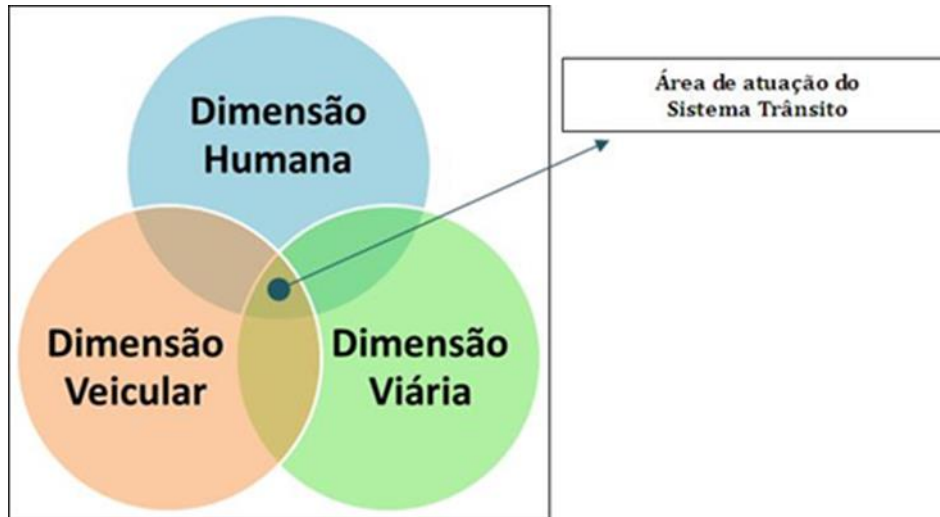 Dimensão
Humana
Área de atuação do
Sistema Trânsito
Dimensão
Veicular
Dimensão
Viária